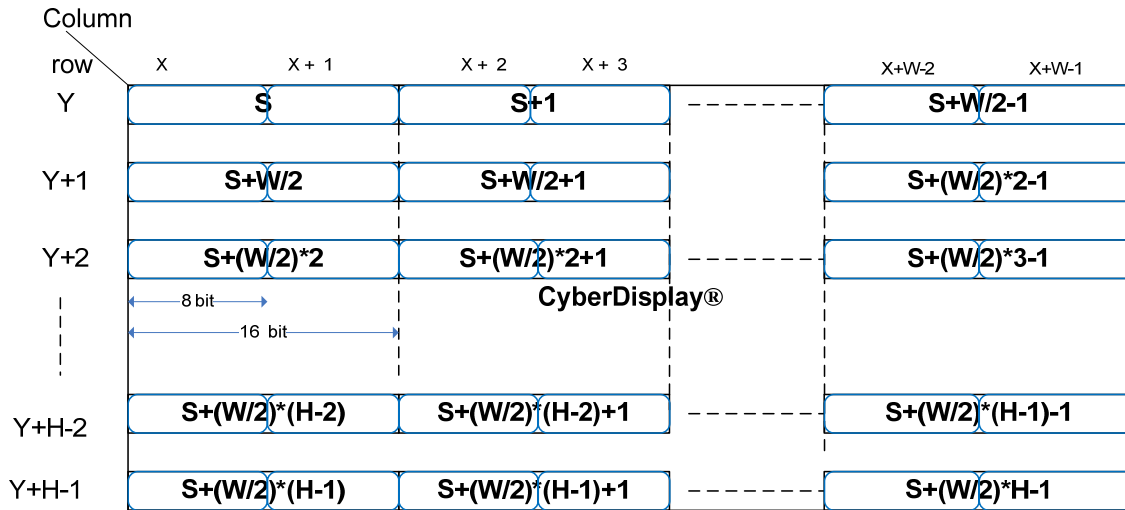 Column
row X X + 1 X + 2 X + 3 X+W-2 X+W-1
Y S S+1 S+W/2-1
Y+1 S+W/2 S+W/2+1 S+(W/2)*2-1
Y+2 S+(W/2)*2 S+(W/2)*2+1 S+(W/2)*3-1
8 bit CyberDisplay®
16 bit
Y+H-2 S+(W/2)*(H-2) S+(W/2)*(H-2)+1 S+(W/2)*(H-1)-1
Y+H-1 S+(W/2)*(H-1) S+(W/2)*(H-1)+1 S+(W/2)*H-1